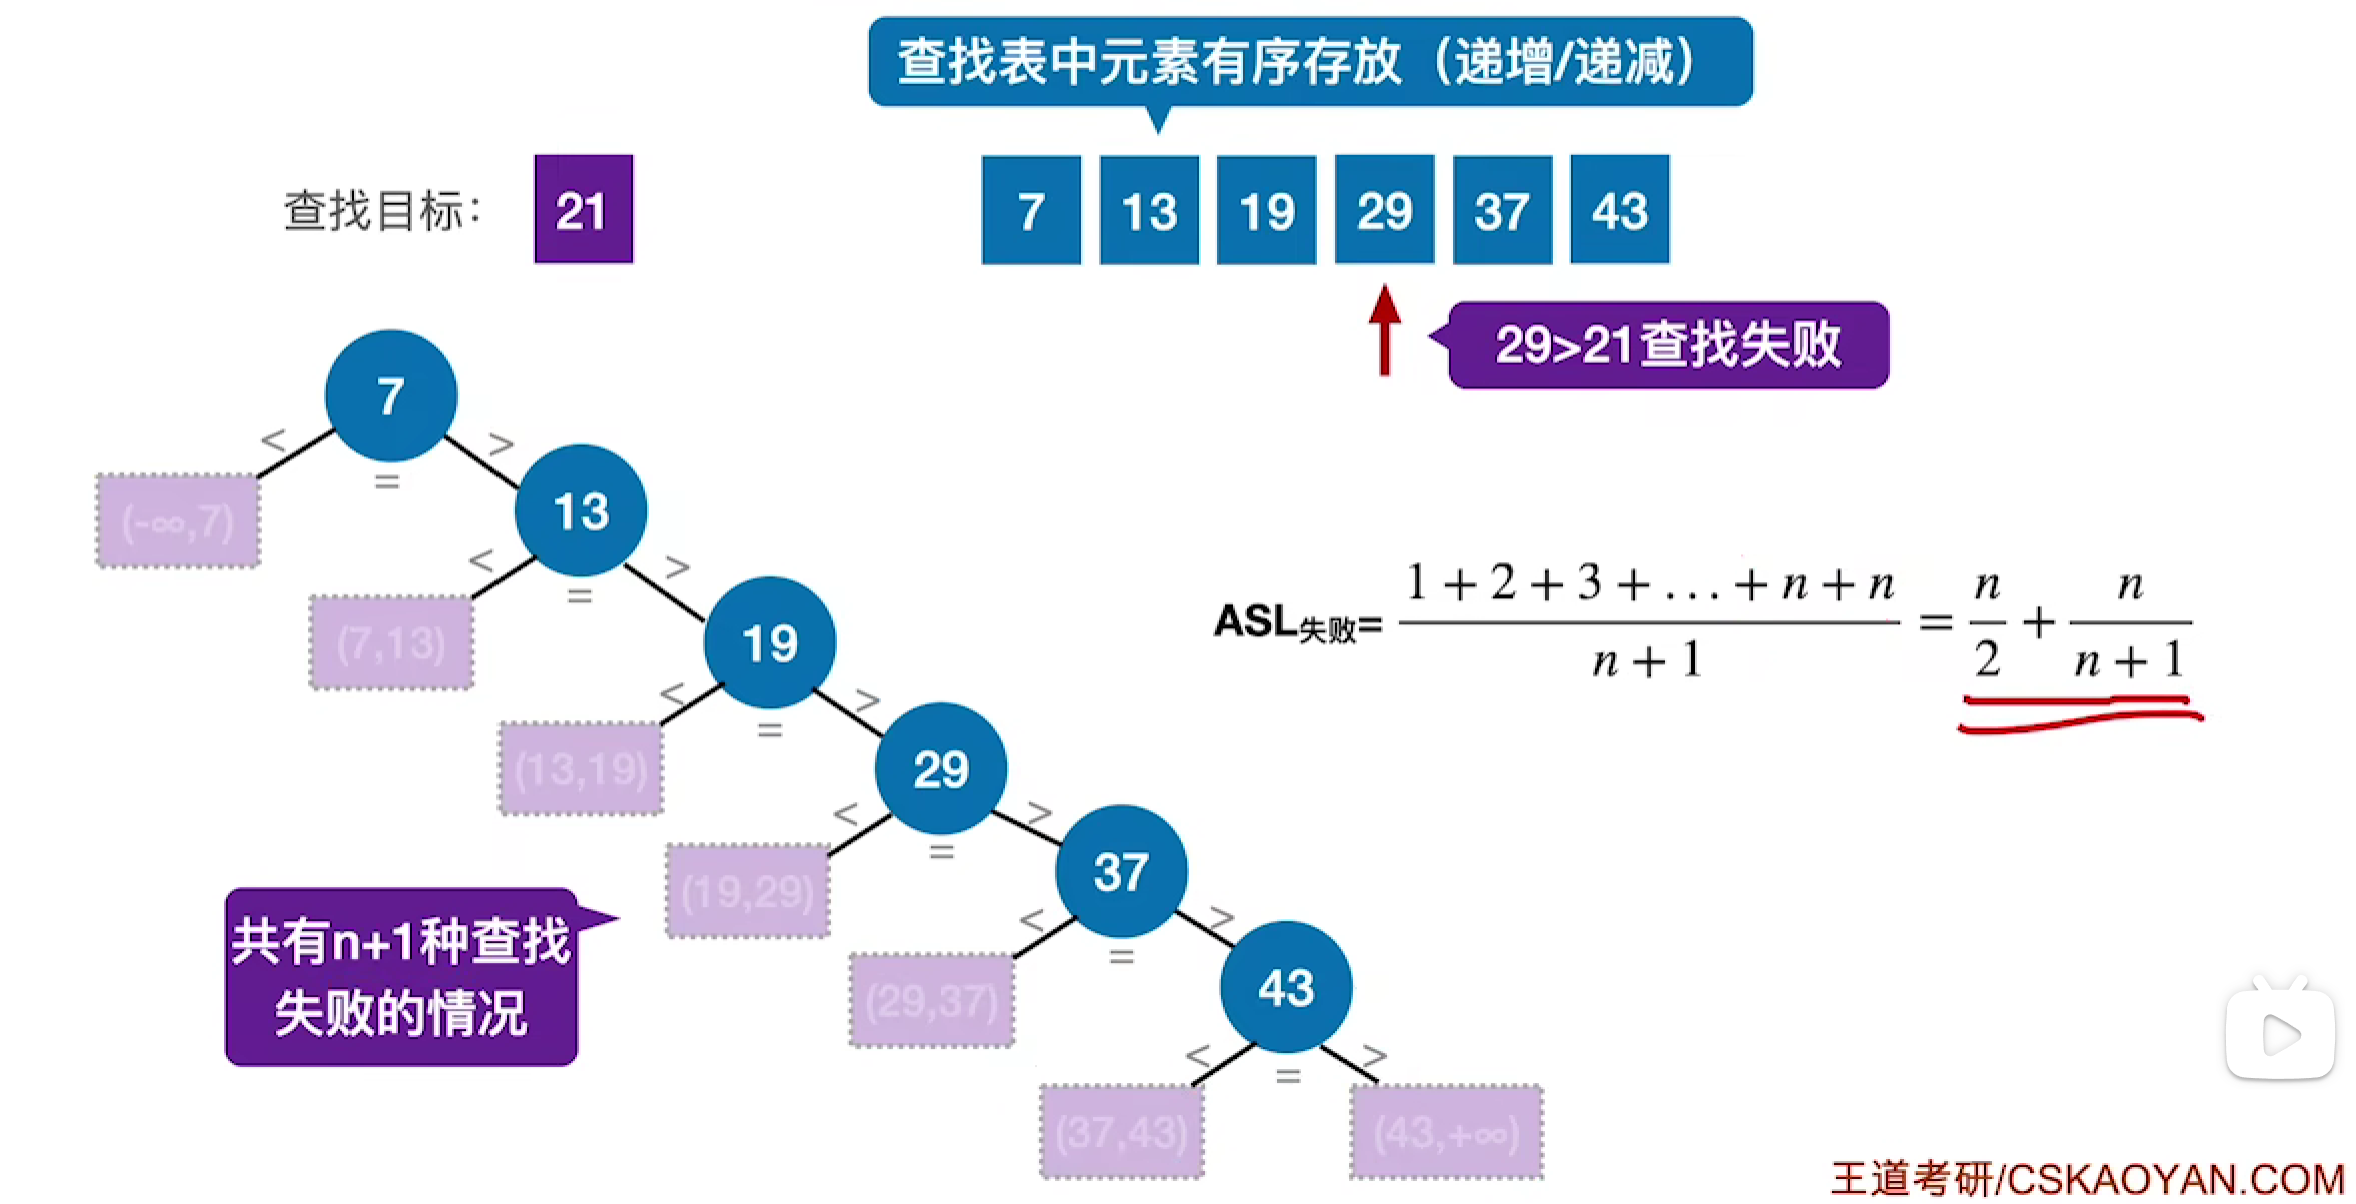 查找表中元素有序存放（递增/递减）
查找目标：
21
7 13 19 29 37 43
29>21查找失败
7
< = >
(-∞,7)
13
< = >
(7,13)
19
< = >
(13,19)
29
< = >
(19,29)
37
< = >
(29,37)
43
< = >
(37,43)
(43,+∞)
共有n+1种查找
失败的情况
ASL失败= (1 + 2 + 3 + … + n + n) / (n + 1) = n/2 + n/(n + 1)
王道考研/CSKAOYAN.COM